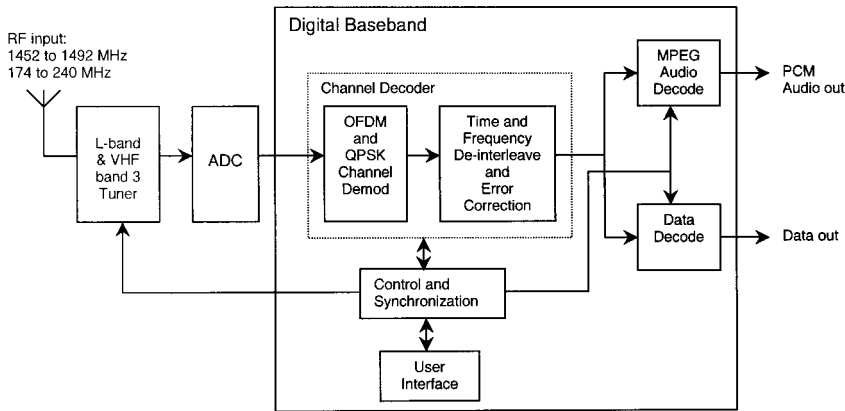 Digital Baseband
RF input:
1452 to 1492 MHz
174 to 240 MHz
L-band
& VHF
band 3
Tuner
ADC
Channel Decoder
OFDM
and
QPSK
Channel
Demod
Time and
Frequency
De-interleave
and
Error
Correction
MPEG
Audio
Decode
PCM
Audio out
Data
Decode
Data out
Control and
Synchronization
User
Interface